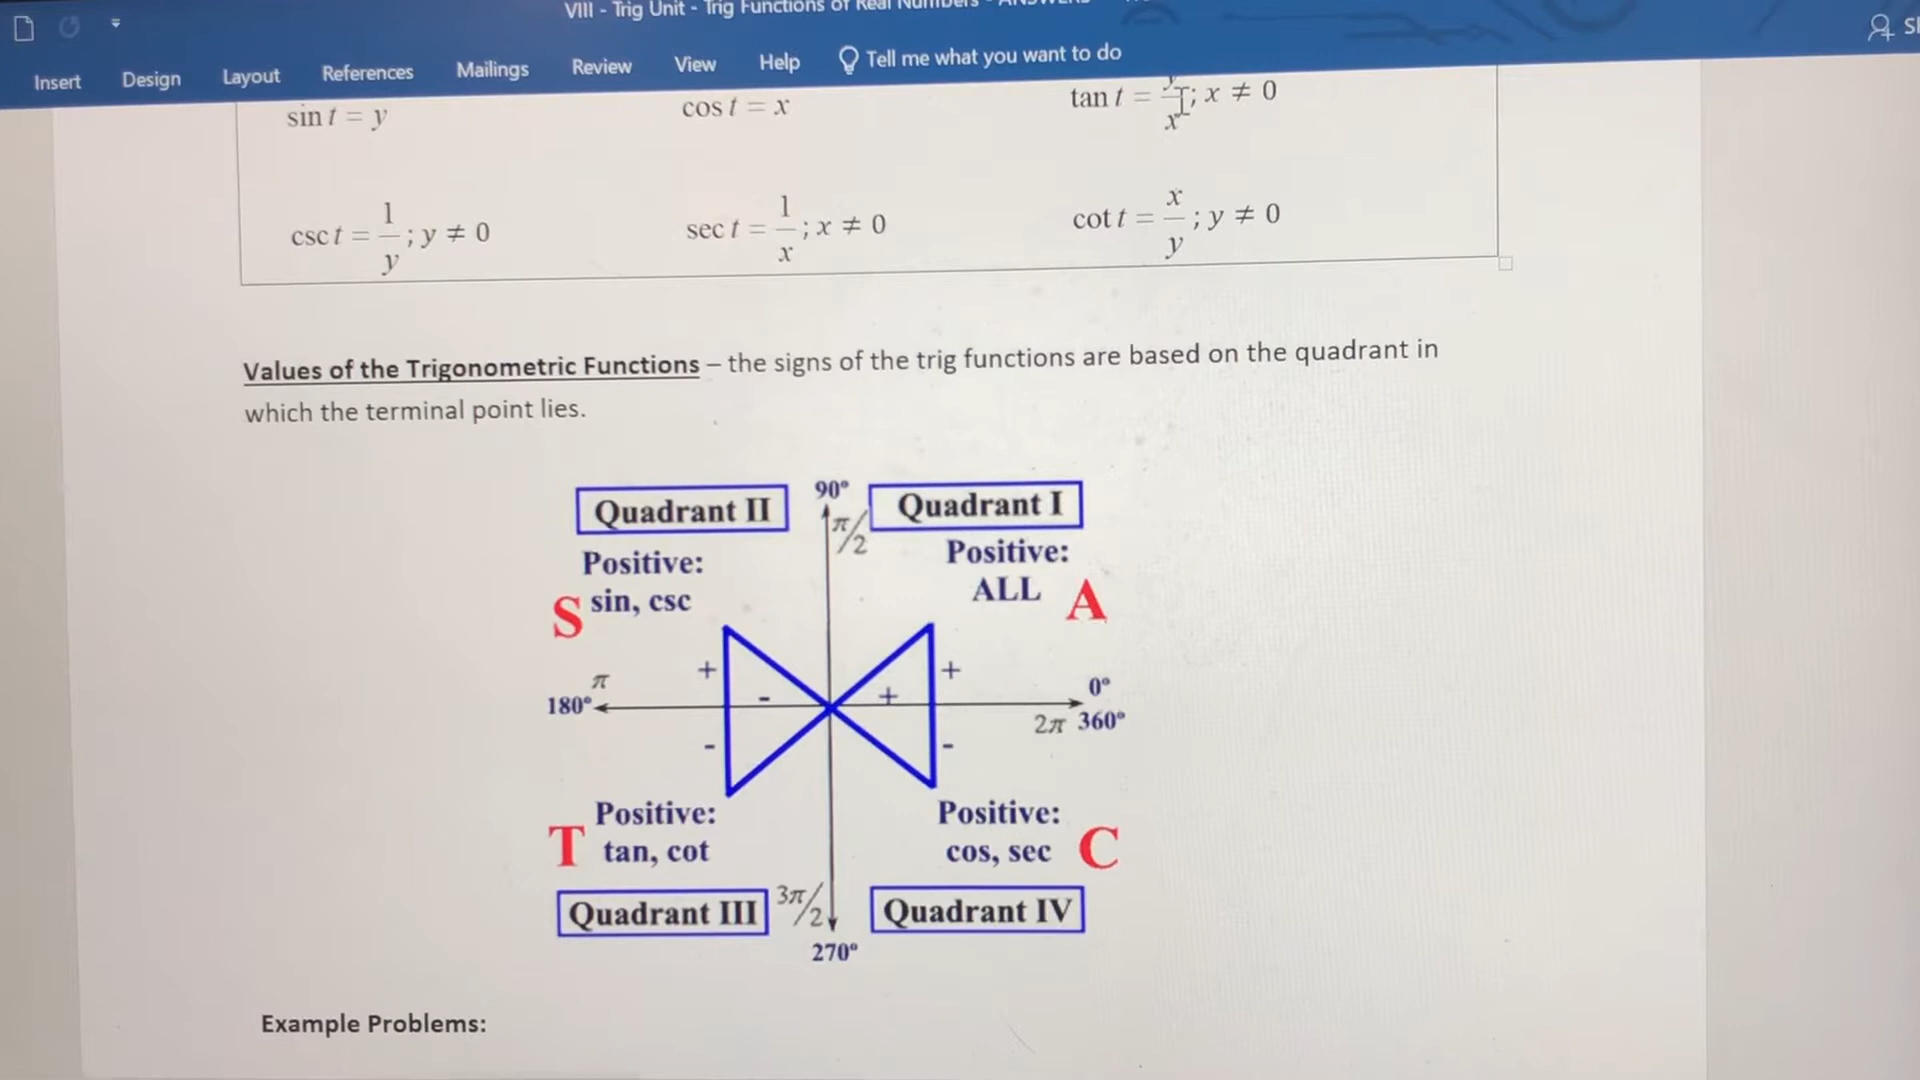 VIII - Trig Unit - Trig Functions of Real Numbers - ANSWERS
Insert Design Layout References Mailings Review View Help Tell me what you want to do
sin t = y cos t = x tan t = y/x ; x ≠ 0
csc t = 1/y ; y ≠ 0 sec t = 1/x ; x ≠ 0 cot t = x/y ; y ≠ 0
Values of the Trigonometric Functions – the signs of the trig functions are based on the quadrant in
which the terminal point lies.
Quadrant II 90° Quadrant I
π/2
Positive: Positive:
S sin, csc ALL A
+ +
π - + 0°
180° 2π 360°
- -
Positive: Positive:
T tan, cot cos, sec C
Quadrant III 3π/2 Quadrant IV
270°
Example Problems: